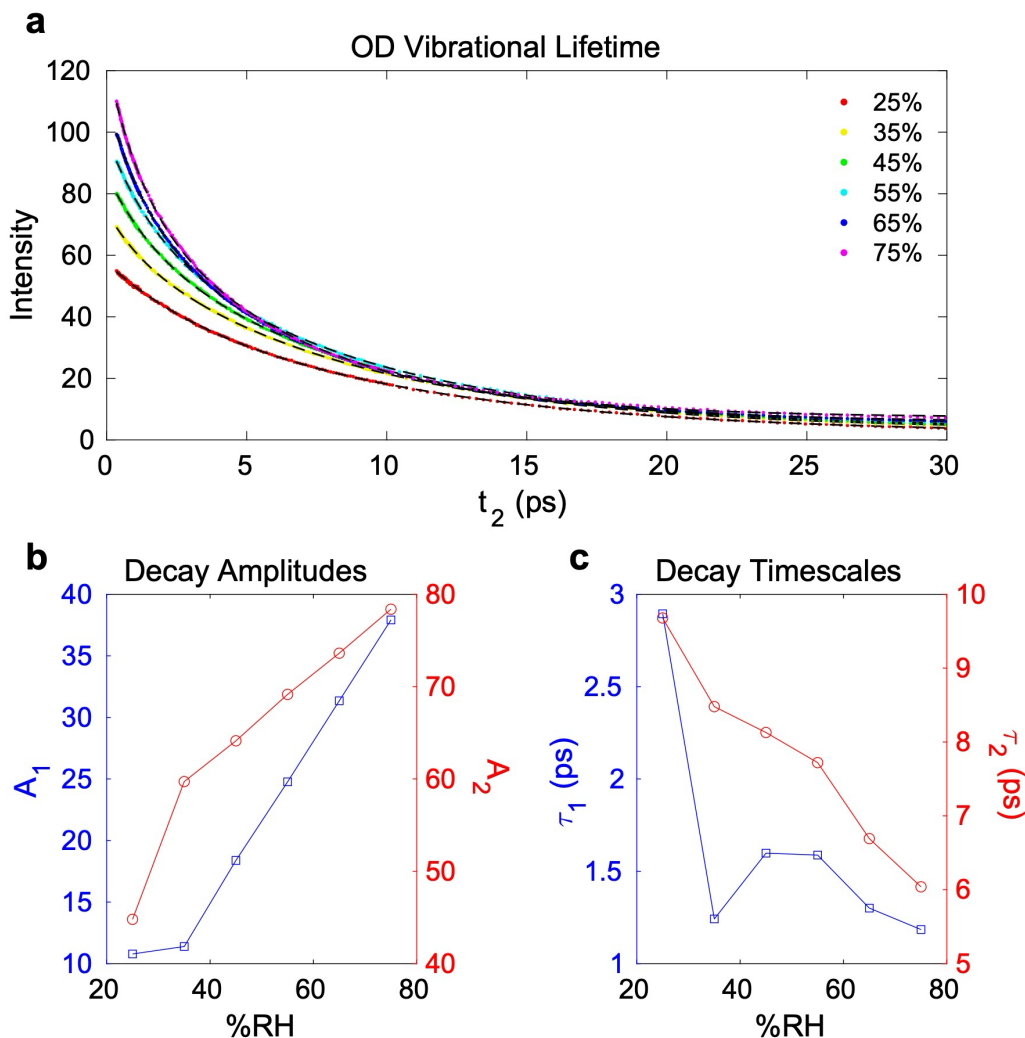 a
OD Vibrational Lifetime
120
100
80
60
40
20
0
Intensity
25%
35%
45%
55%
65%
75%
0 5 10 15 20 25 30
t2 (ps)
b
Decay Amplitudes
40
35
30
25
20
15
10
A1
80
70
60
50
40
A2
20 40 60 80
%RH
c
Decay Timescales
3
2.5
2
1.5
1
τ1 (ps)
10
9
8
7
6
5
τ2 (ps)
20 40 60 80
%RH